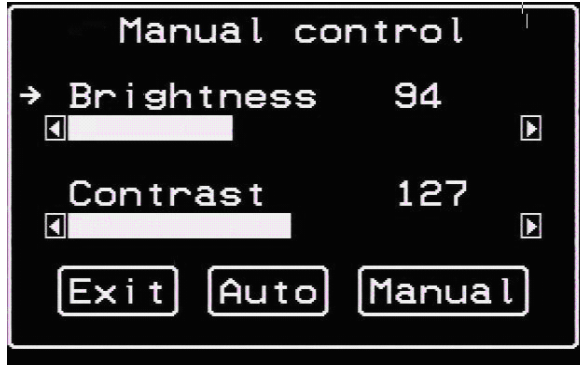 Manual control
→ Brightness 94
Contrast 127
Exit Auto Manual